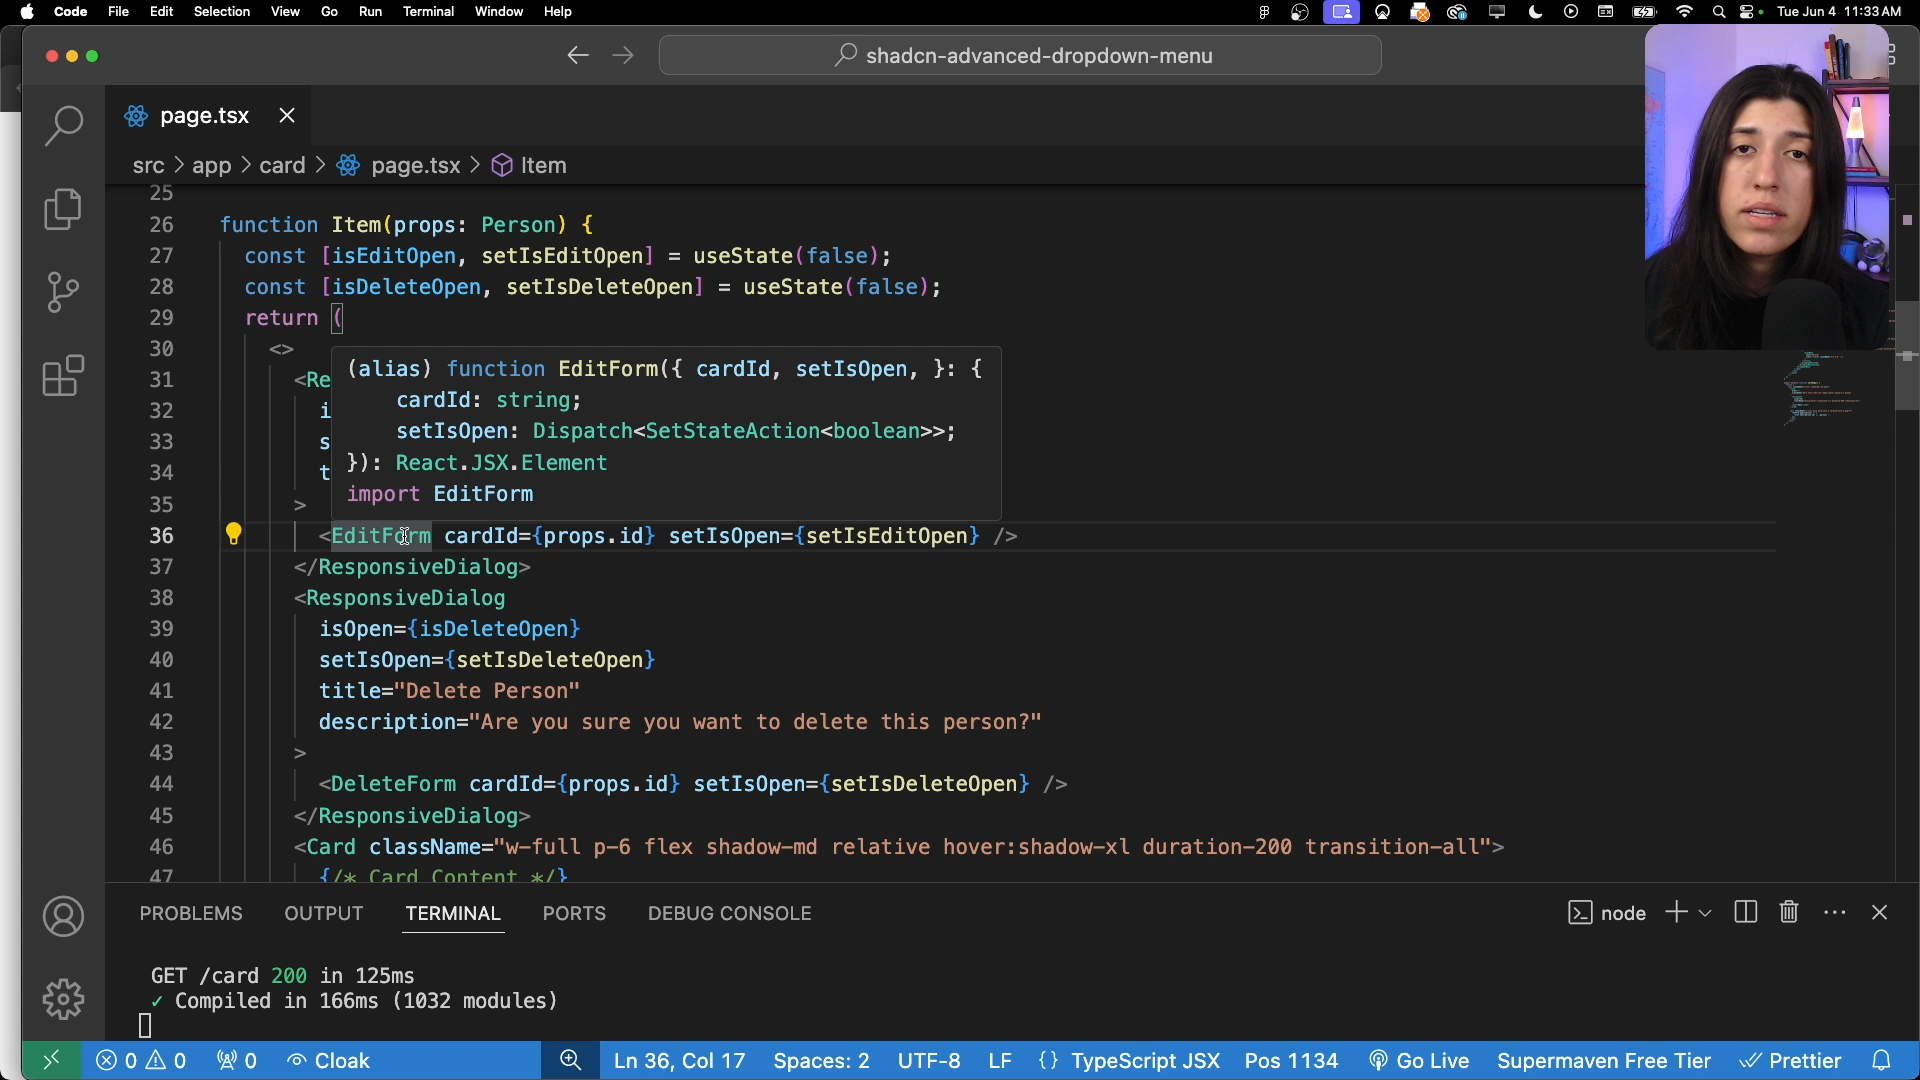 Code File Edit Selection View Go Run Terminal Window Help
Tue Jun 4 11:33 AM
shadcn-advanced-dropdown-menu
page.tsx
src > app > card > page.tsx > Item
25
26 function Item(props: Person) {
27 const [isEditOpen, setIsEditOpen] = useState(false);
28 const [isDeleteOpen, setIsDeleteOpen] = useState(false);
29 return (
30 <>
31 <Re
32 i
33 s
34 t
(alias) function EditForm({ cardId, setIsOpen, }: {
cardId: string;
setIsOpen: Dispatch<SetStateAction<boolean>>;
}): React.JSX.Element
import EditForm
35 >
36 <EditForm cardId={props.id} setIsOpen={setIsEditOpen} />
37 </ResponsiveDialog>
38 <ResponsiveDialog
39 isOpen={isDeleteOpen}
40 setIsOpen={setIsDeleteOpen}
41 title="Delete Person"
42 description="Are you sure you want to delete this person?"
43 >
44 <DeleteForm cardId={props.id} setIsOpen={setIsDeleteOpen} />
45 </ResponsiveDialog>
46 <Card className="w-full p-6 flex shadow-md relative hover:shadow-xl duration-200 transition-all">
47 {/* Card Content */}
PROBLEMS OUTPUT TERMINAL PORTS DEBUG CONSOLE
node
GET /card 200 in 125ms
✓ Compiled in 166ms (1032 modules)
0 0 0 Cloak Ln 36, Col 17 Spaces: 2 UTF-8 LF {} TypeScript JSX Pos 1134 Go Live Supermaven Free Tier Prettier